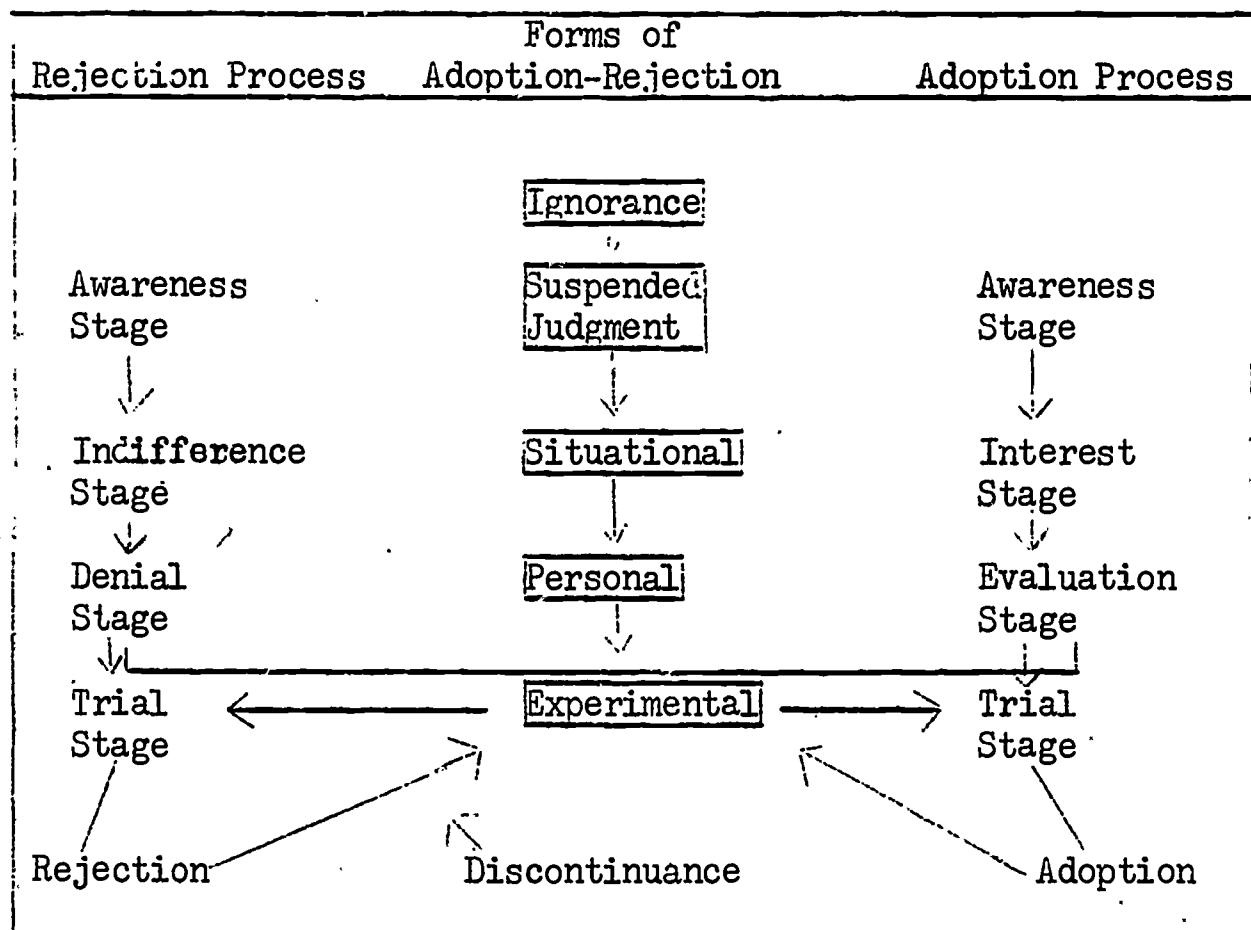 Forms of
Rejection Process Adoption-Rejection Adoption Process
Ignorance
Awareness Suspended Awareness
Stage Judgment Stage
Indifference Situational Interest
Stage Stage
Denial Personal Evaluation
Stage Stage
Trial Experimental Trial
Stage Stage
Rejection Discontinuance Adoption